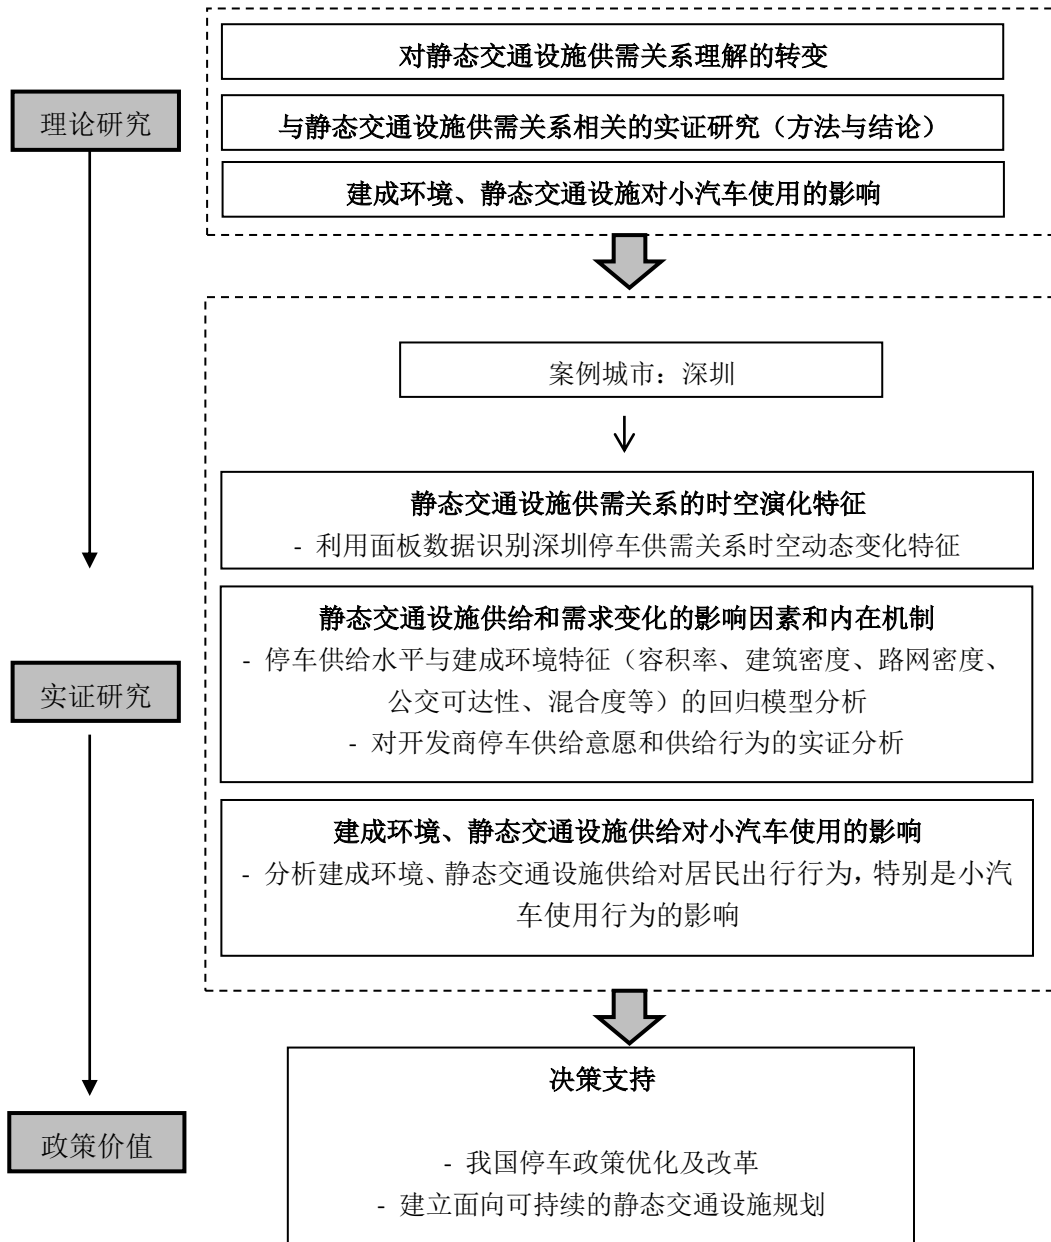 对静态交通设施供需关系理解的转变
理论研究
与静态交通设施供需关系相关的实证研究（方法与结论）
建成环境、静态交通设施对小汽车使用的影响
案例城市：深圳
静态交通设施供需关系的时空演化特征
- 利用面板数据识别深圳停车供需关系时空动态变化特征
静态交通设施供给和需求变化的影响因素和内在机制
- 停车供给水平与建成环境特征（容积率、建筑密度、路网密度、
公交可达性、混合度等）的回归模型分析
- 对开发商停车供给意愿和供给行为的实证分析
实证研究
建成环境、静态交通设施供给对小汽车使用的影响
- 分析建成环境、静态交通设施供给对居民出行行为，特别是小汽
车使用行为的影响
决策支持
政策价值
- 我国停车政策优化及改革
- 建立面向可持续的静态交通设施规划